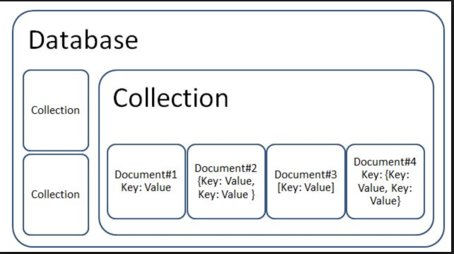 Database
Collection
Collection
Collection
Document#1
Key: Value
Document#2
{Key: Value,
Key: Value }
Document#3
[Key: Value]
Document#4
Key: {Key:
Value, Key:
Value}